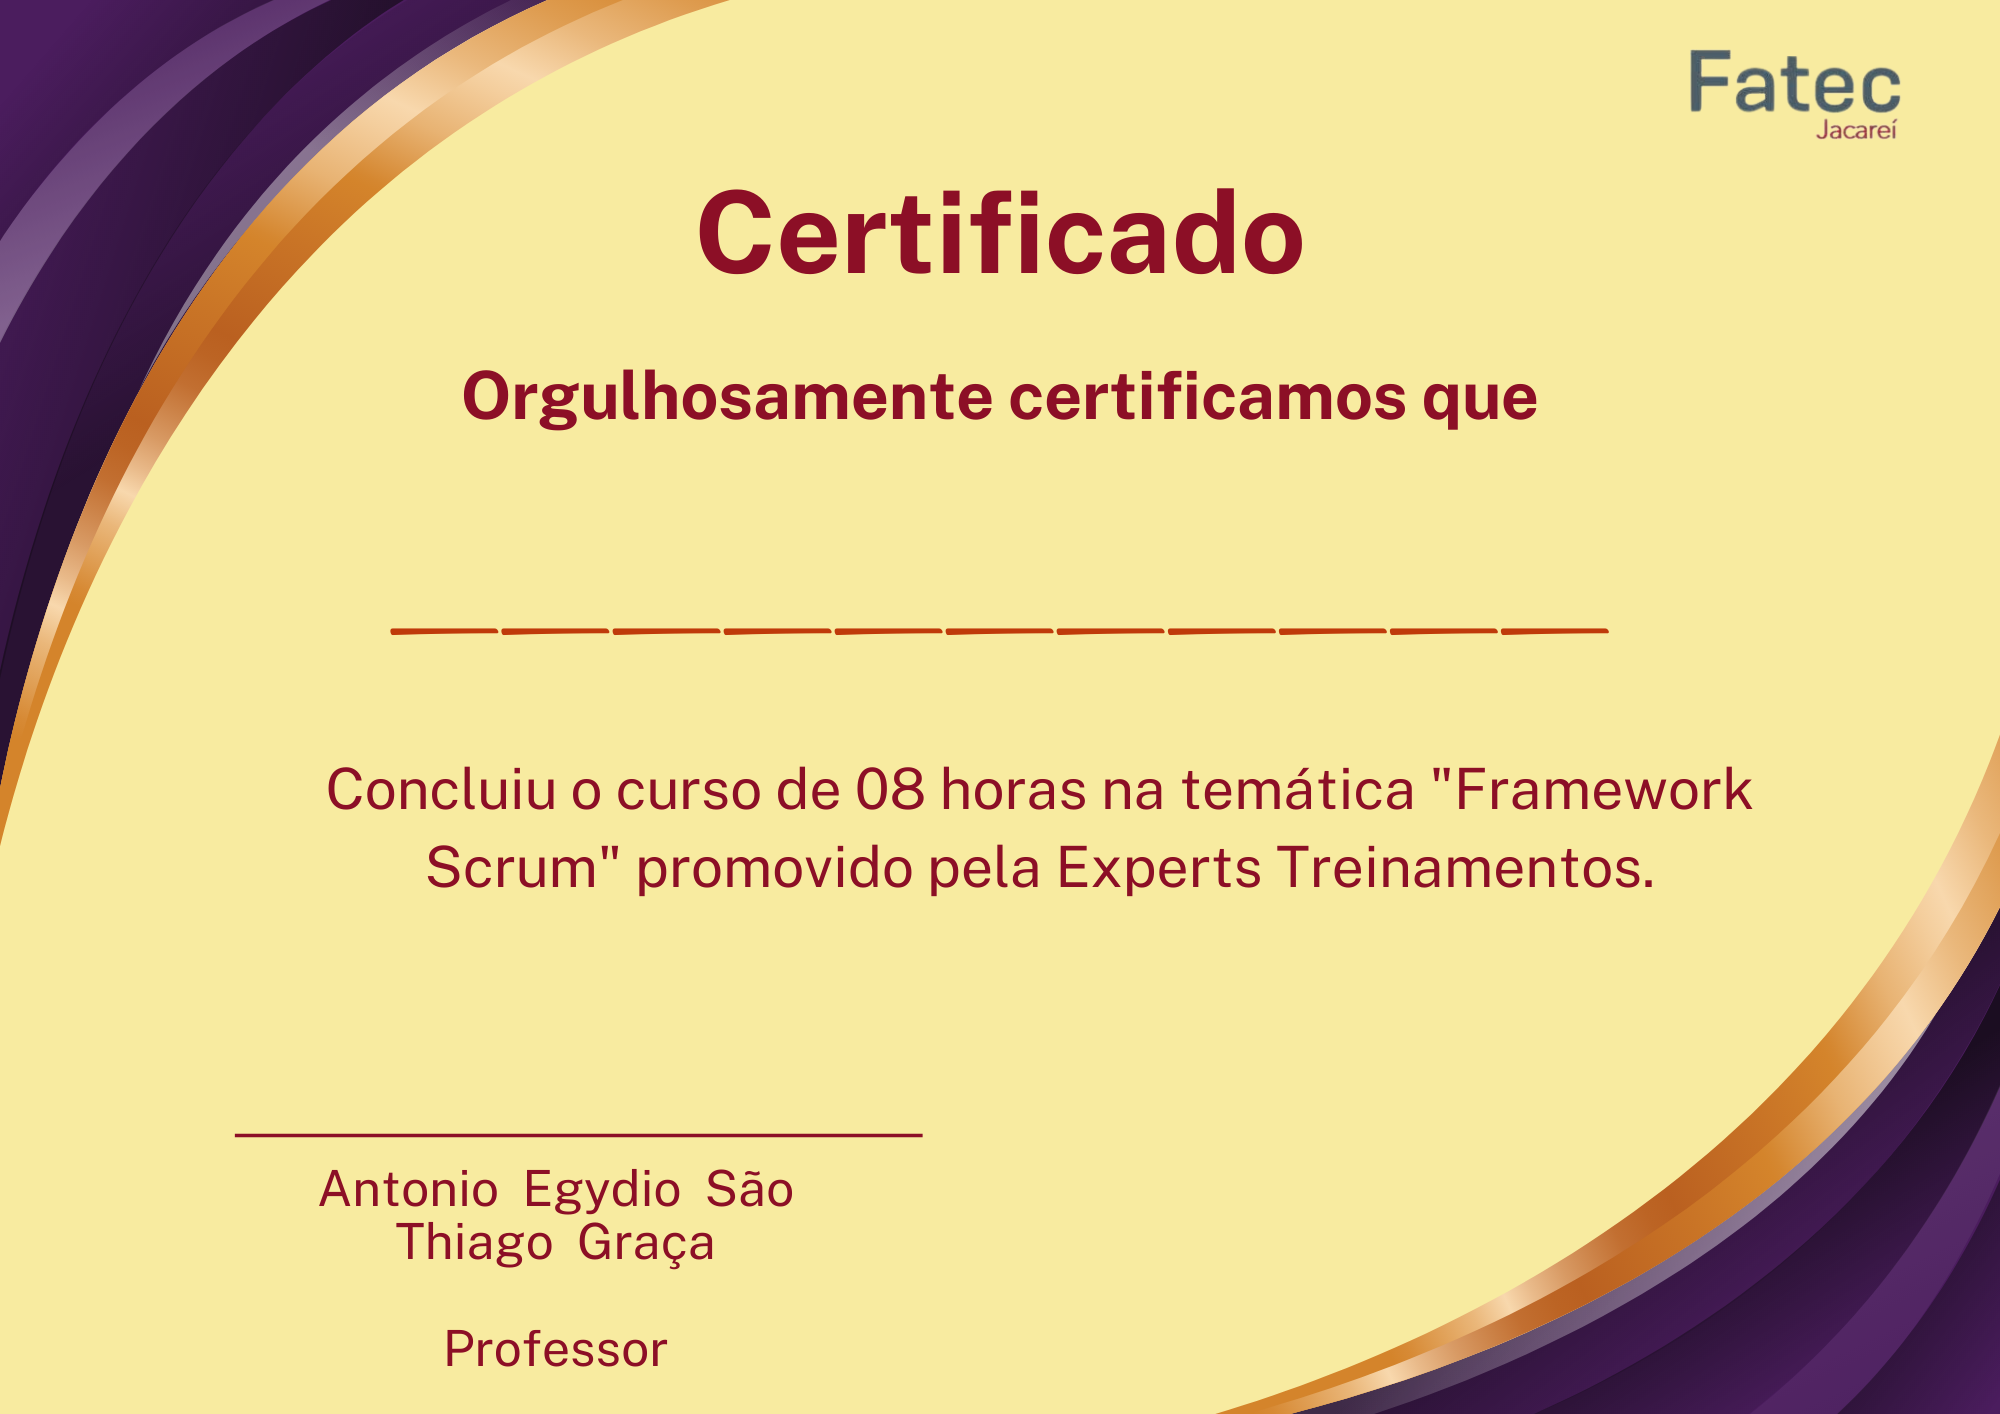 Fatec
Jacareí
Certificado
Orgulhosamente certificamos que
___________
Concluiu o curso de 08 horas na temática "Framework
Scrum" promovido pela Experts Treinamentos.
Antonio Egydio São
Thiago Graça
Professor